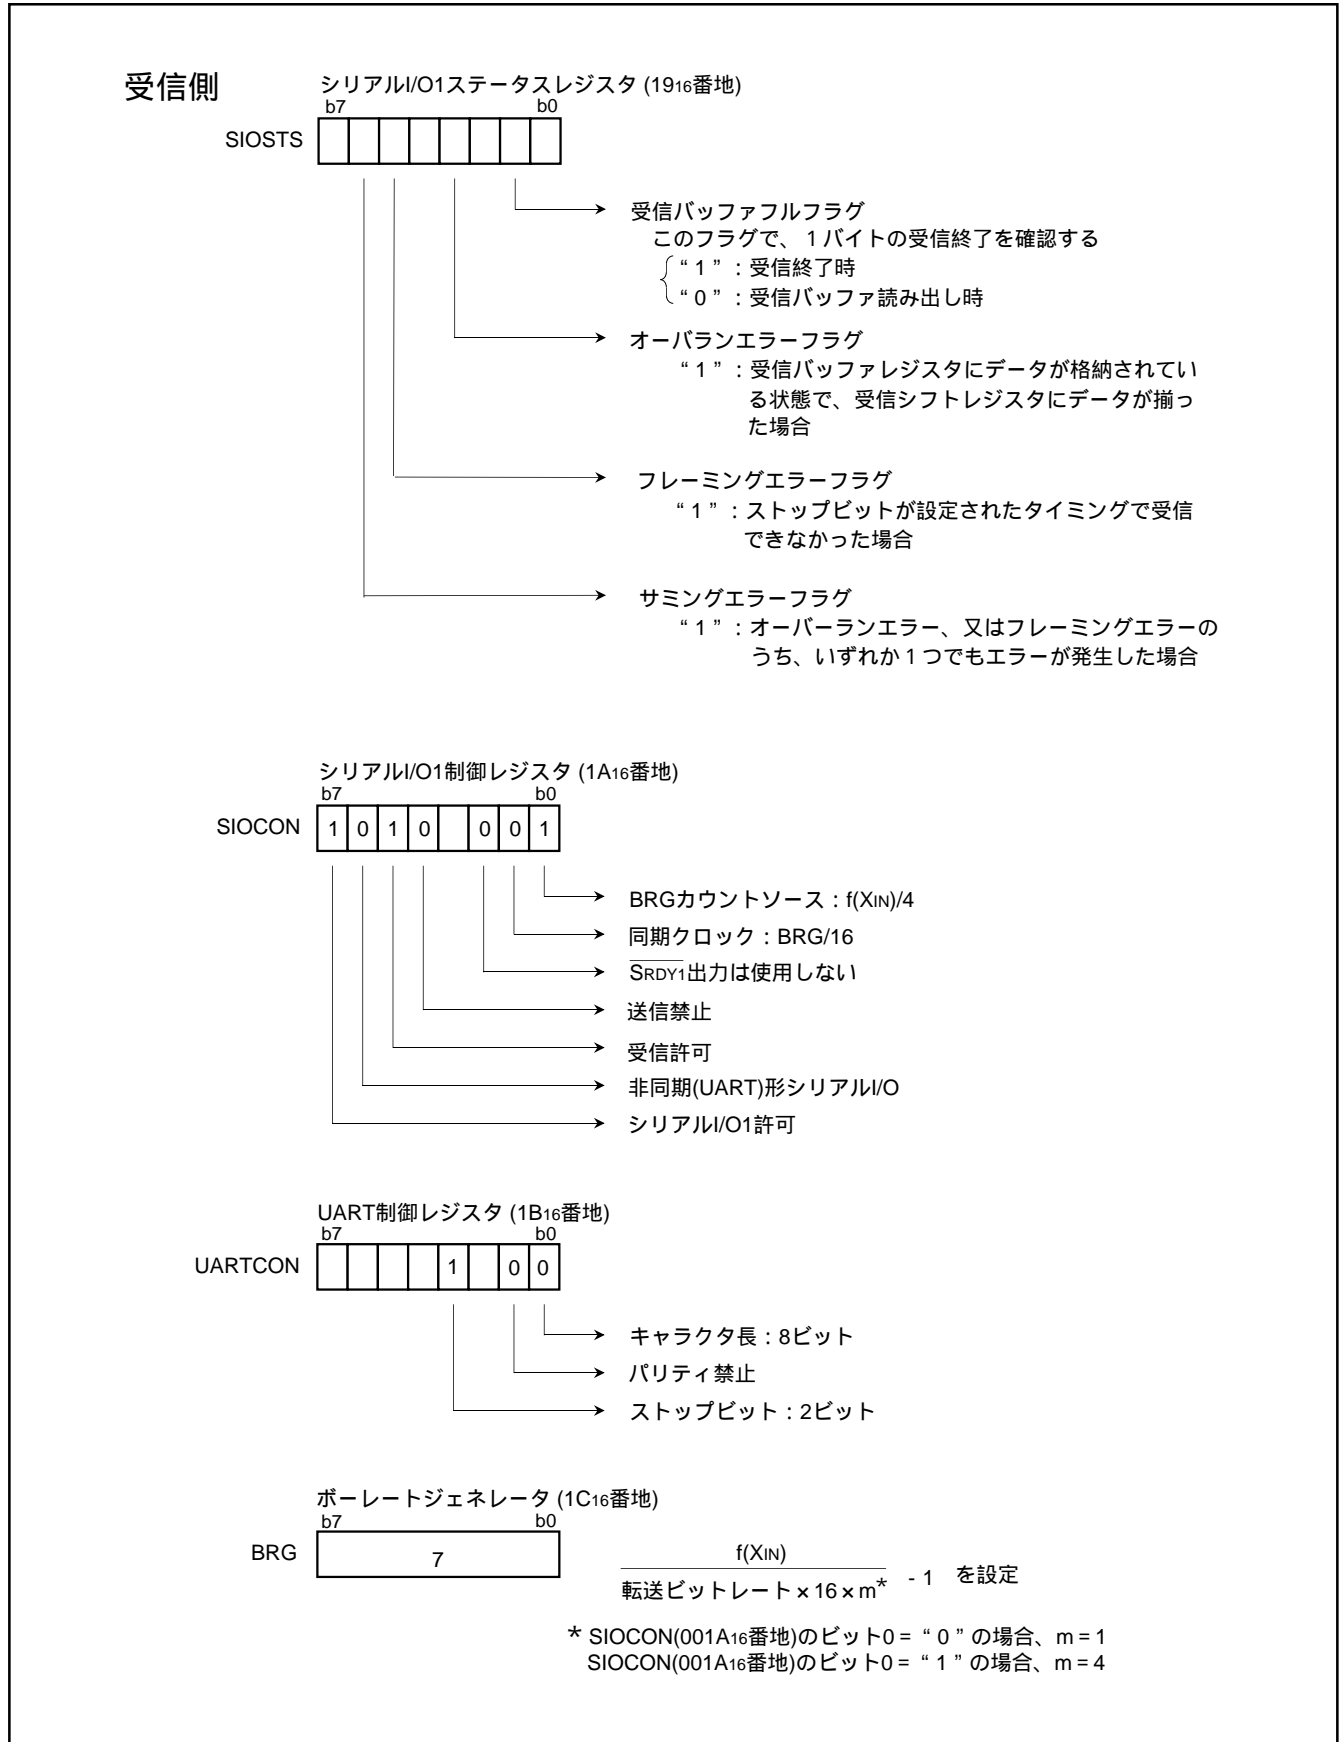 受信側
シリアルI/O1ステータスレジスタ (1916番地)
b7 b0
SIOSTS
受信バッファフルフラグ
このフラグで、1バイトの受信終了を確認する
“1”:受信終了時
“0”:受信バッファ読み出し時
オーバランエラーフラグ
“1”:受信バッファレジスタにデータが格納されてい
る状態で、受信シフトレジスタにデータが揃っ
た場合
フレーミングエラーフラグ
“1”:ストップビットが設定されたタイミングで受信
できなかった場合
サミングエラーフラグ
“1”:オーバーランエラー、又はフレーミングエラーの
うち、いずれか1つでもエラーが発生した場合
シリアルI/O1制御レジスタ (1A16番地)
b7 b0
SIOCON 1 0 1 0 0 0 1
BRGカウントソース:f(XIN)/4
同期クロック:BRG/16
SRDY1出力は使用しない
送信禁止
受信許可
非同期(UART)形シリアルI/O
シリアルI/O1許可
UART制御レジスタ (1B16番地)
b7 b0
UARTCON 1 0 0
キャラクタ長:8ビット
パリティ禁止
ストップビット:2ビット
ボーレートジェネレータ (1C16番地)
b7 b0
BRG 7
f(XIN)
転送ビットレート×16×m* - 1 を設定
* SIOCON(001A16番地)のビット0=“0”の場合、m=1
SIOCON(001A16番地)のビット0=“1”の場合、m=4